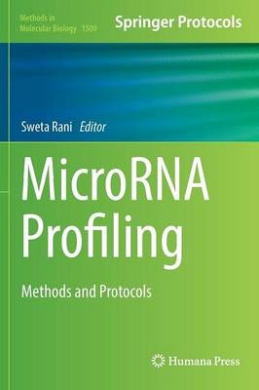 Methods in
Molecular Biology 1509
Springer Protocols
Sweta Rani Editor
MicroRNA
Profiling
Methods and Protocols
Humana Press